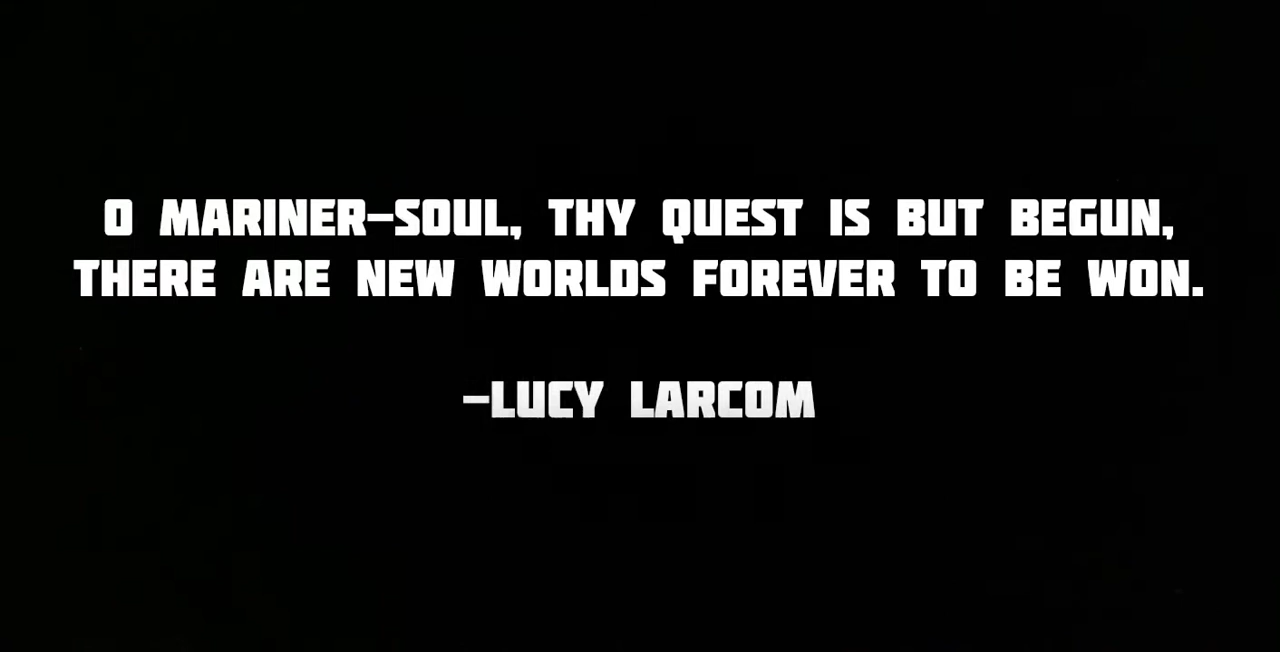 O MARINER-SOUL, THY QUEST IS BUT BEGUN,
THERE ARE NEW WORLDS FOREVER TO BE WON.
-LUCY LARCOM